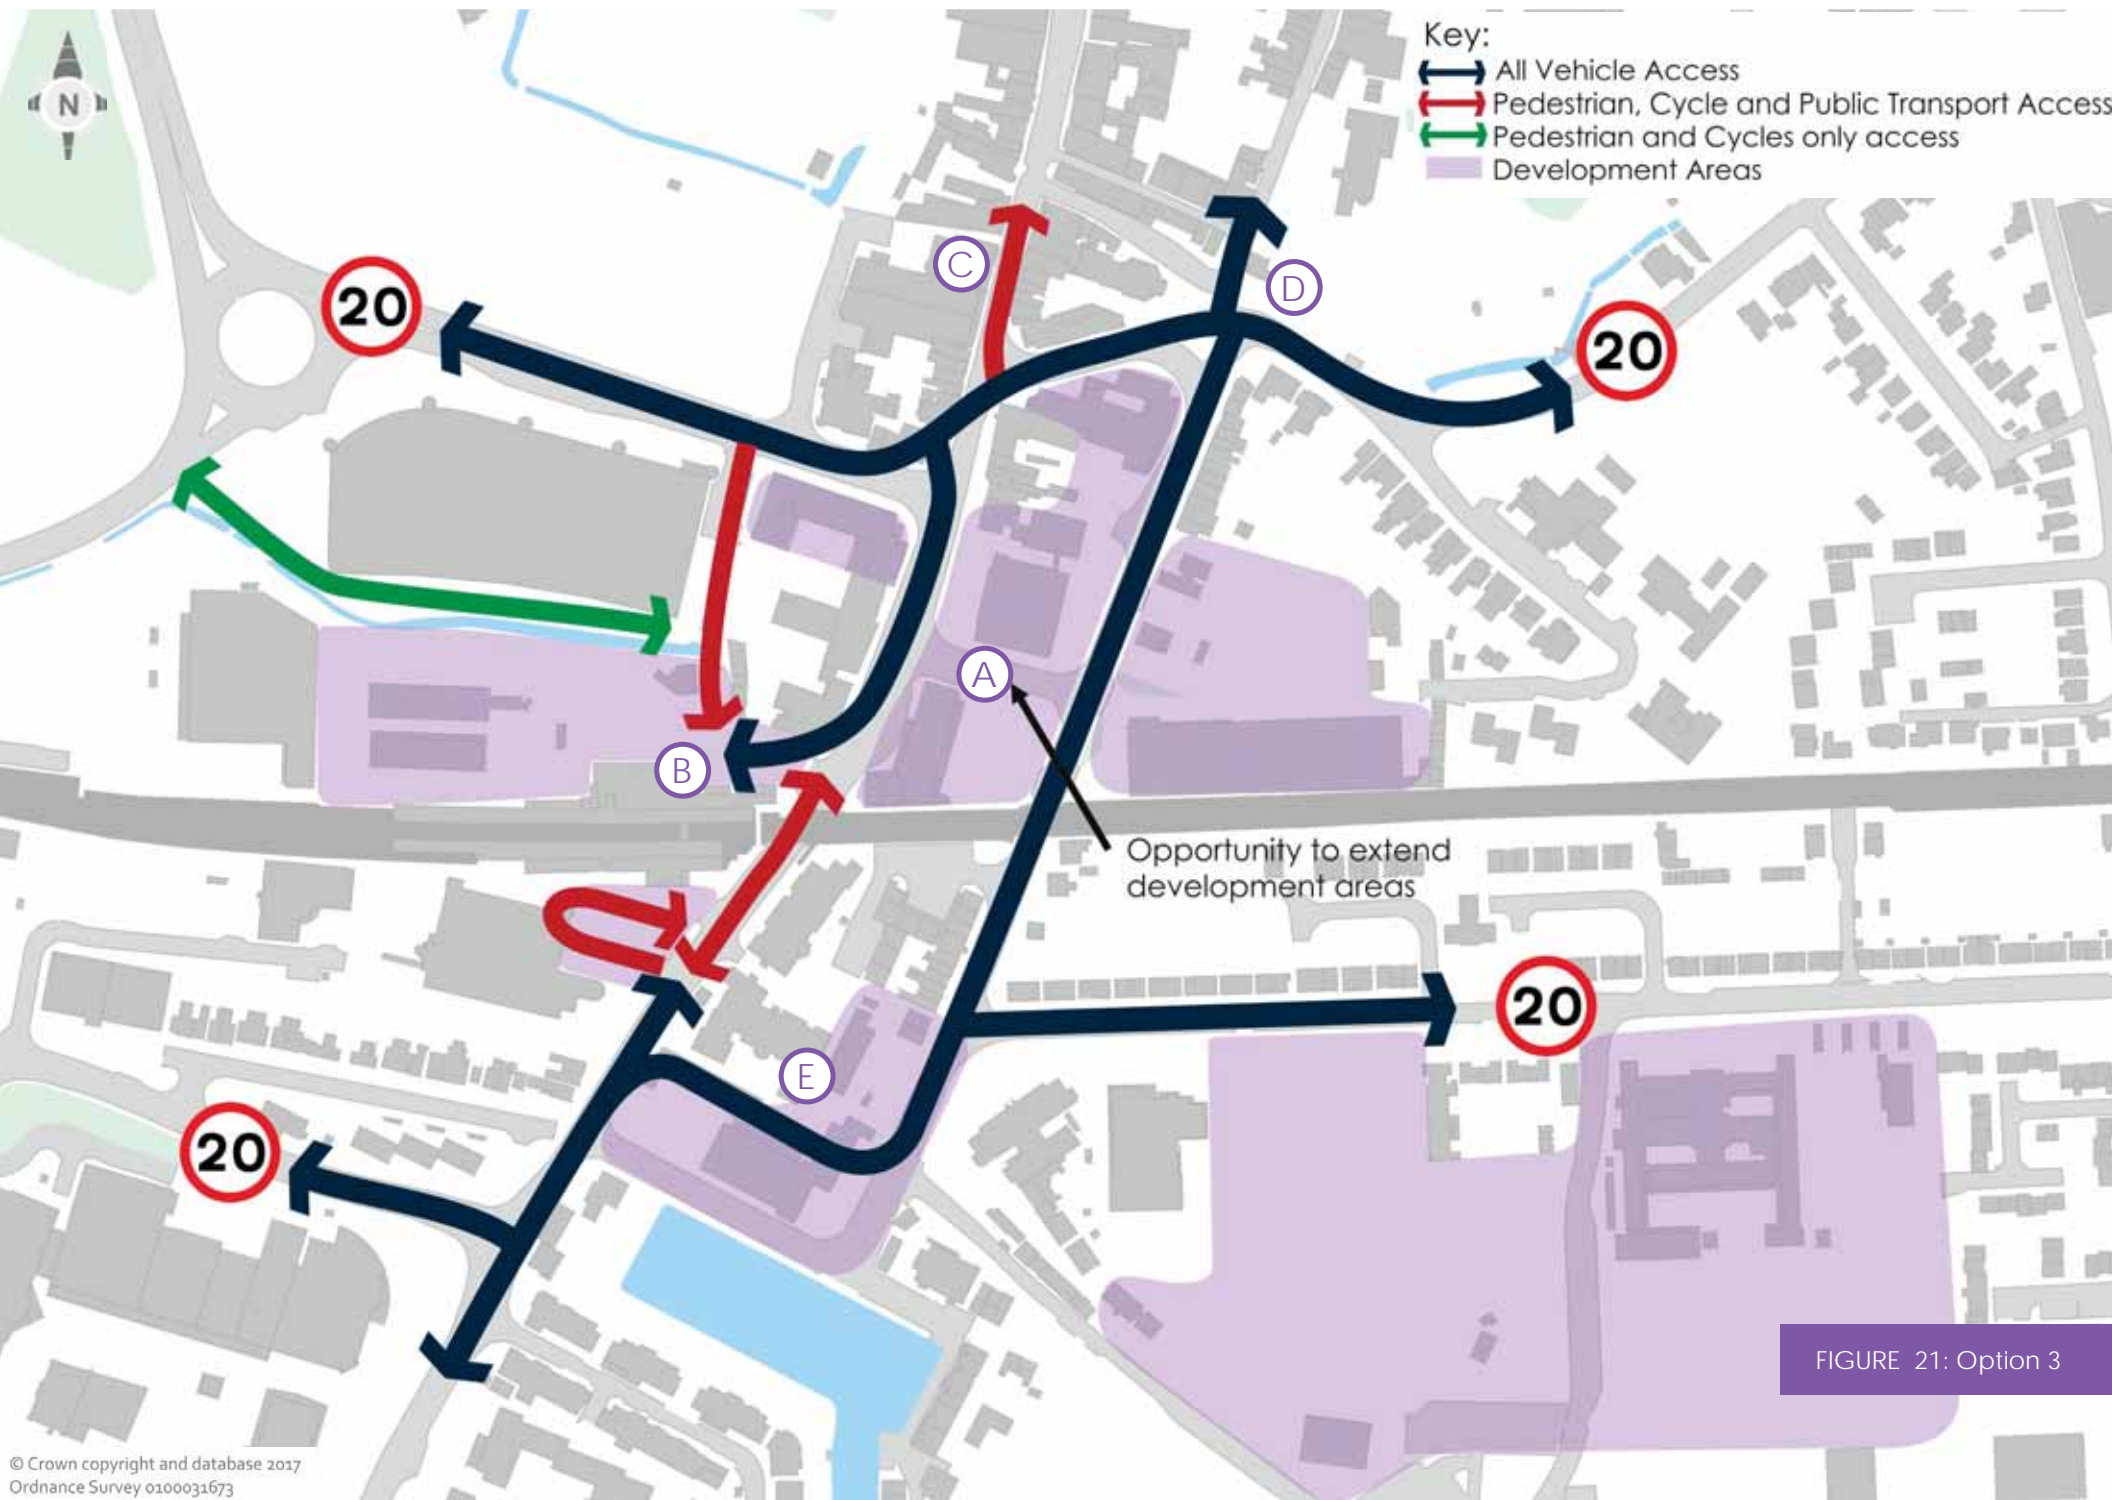 Key:
All Vehicle Access
Pedestrian, Cycle and Public Transport Access
Pedestrian and Cycles only access
Development Areas
N
C
D
20
20
A
B
Opportunity to extend
development areas
20
E
20
FIGURE 21: Option 3
© Crown copyright and database 2017
Ordnance Survey 0100031673